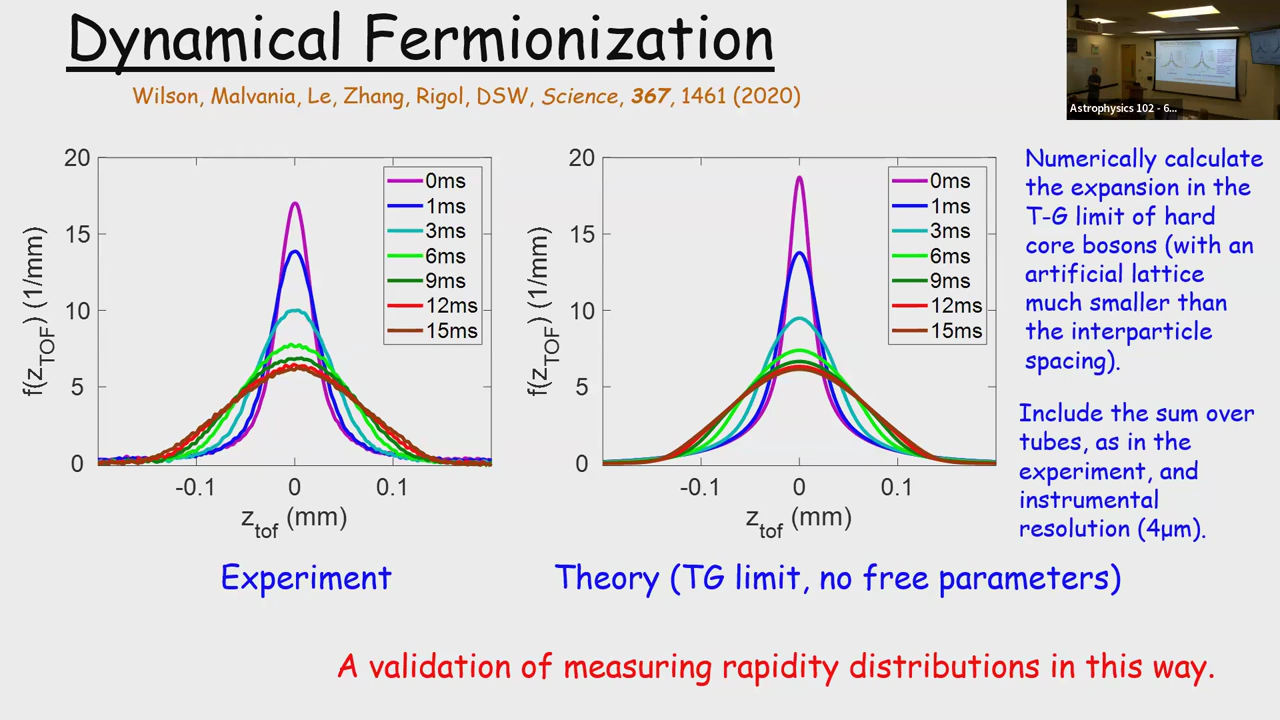 Dynamical Fermionization
Wilson, Malvania, Le, Zhang, Rigol, DSW, Science, 367, 1461 (2020)
Astrophysics 102 - 6...
20
15
10
5
0
f(z_TOF) (1/mm)
-0.1 0 0.1
z_tof (mm)
0ms
1ms
3ms
6ms
9ms
12ms
15ms
Experiment
20
15
10
5
0
f(z_TOF) (1/mm)
-0.1 0 0.1
z_tof (mm)
0ms
1ms
3ms
6ms
9ms
12ms
15ms
Theory (TG limit, no free parameters)
Numerically calculate
the expansion in the
T-G limit of hard
core bosons (with an
artificial lattice
much smaller than
the interparticle
spacing).
Include the sum over
tubes, as in the
experiment, and
instrumental
resolution (4μm).
A validation of measuring rapidity distributions in this way.